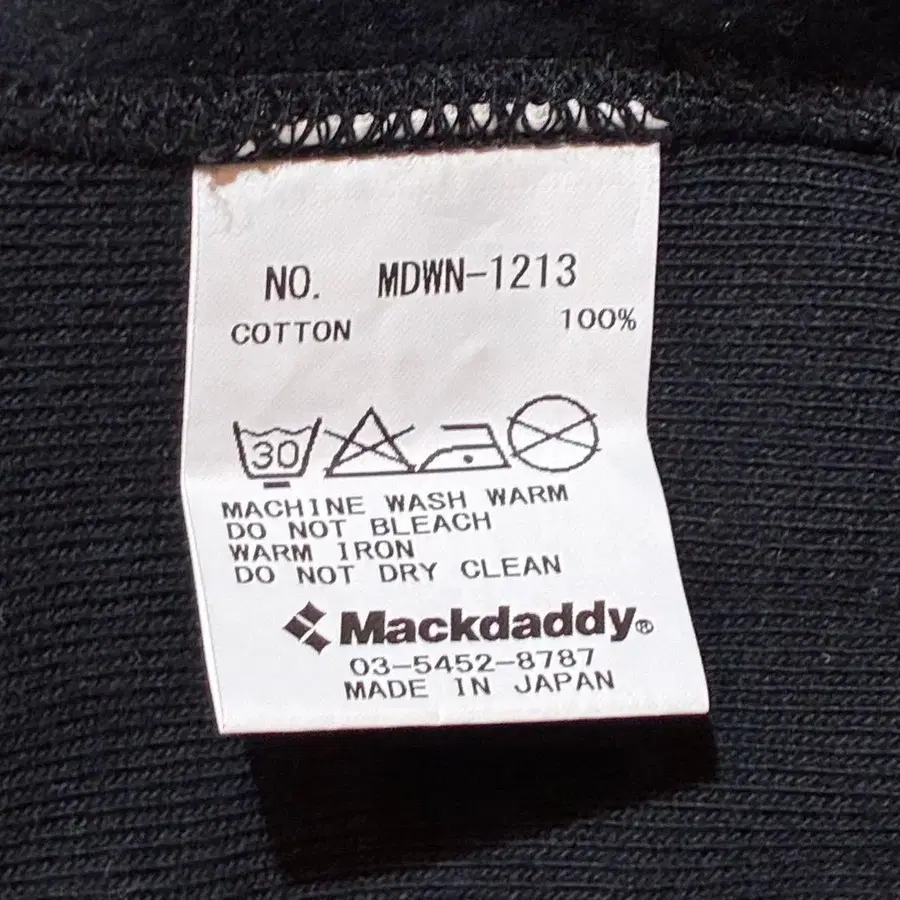 NO. MDWN-1213
COTTON 100%
30
MACHINE WASH WARM
DO NOT BLEACH
WARM IRON
DO NOT DRY CLEAN
Mackdaddy®
03-5452-8787
MADE IN JAPAN